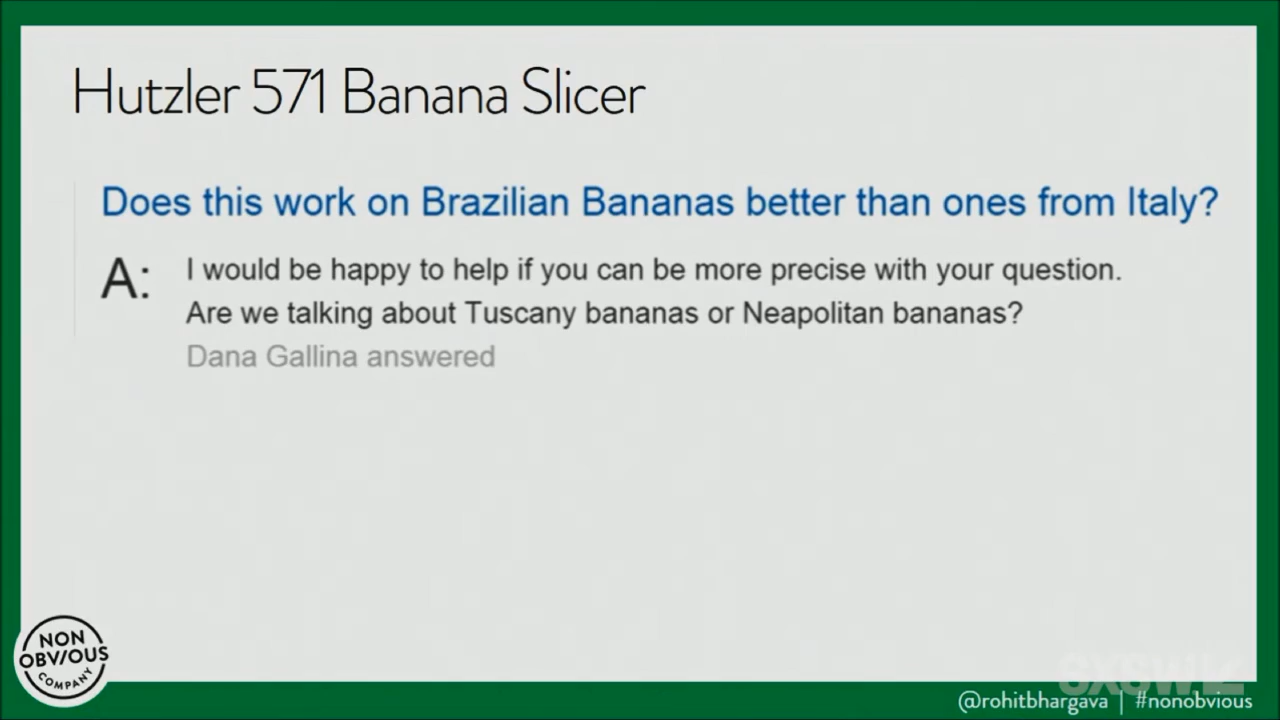 Hutzler 571 Banana Slicer
Does this work on Brazilian Bananas better than ones from Italy?
A: I would be happy to help if you can be more precise with your question.
Are we talking about Tuscany bananas or Neapolitan bananas?
Dana Gallina answered
NON
OBV/OUS
COMPANY
@rohitbhargava | #nonobvious